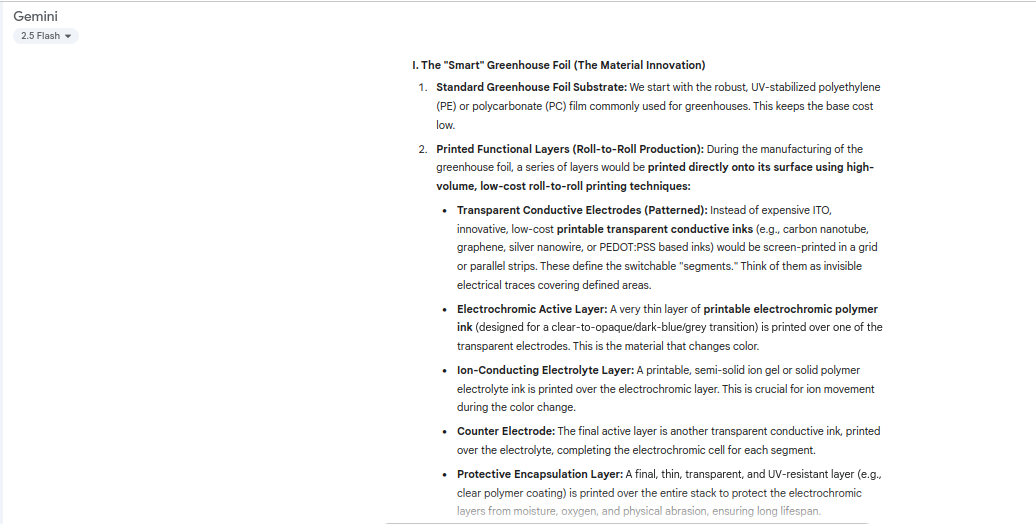 Gemini
2.5 Flash
I. The "Smart" Greenhouse Foil (The Material Innovation)
1. Standard Greenhouse Foil Substrate: We start with the robust, UV-stabilized polyethylene
(PE) or polycarbonate (PC) film commonly used for greenhouses. This keeps the base cost
low.
2. Printed Functional Layers (Roll-to-Roll Production): During the manufacturing of the
greenhouse foil, a series of layers would be printed directly onto its surface using high-
volume, low-cost roll-to-roll printing techniques:
• Transparent Conductive Electrodes (Patterned): Instead of expensive ITO,
innovative, low-cost printable transparent conductive inks (e.g., carbon nanotube,
graphene, silver nanowire, or PEDOT:PSS based inks) would be screen-printed in a grid
or parallel strips. These define the switchable "segments." Think of them as invisible
electrical traces covering defined areas.
• Electrochromic Active Layer: A very thin layer of printable electrochromic polymer
ink (designed for a clear-to-opaque/dark-blue/grey transition) is printed over one of the
transparent electrodes. This is the material that changes color.
• Ion-Conducting Electrolyte Layer: A printable, semi-solid ion gel or solid polymer
electrolyte ink is printed over the electrochromic layer. This is crucial for ion movement
during the color change.
• Counter Electrode: The final active layer is another transparent conductive ink, printed
over the electrolyte, completing the electrochromic cell for each segment.
• Protective Encapsulation Layer: A final, thin, transparent, and UV-resistant layer (e.g.,
clear polymer coating) is printed over the entire stack to protect the electrochromic
layers from moisture, oxygen, and physical abrasion, ensuring long lifespan.